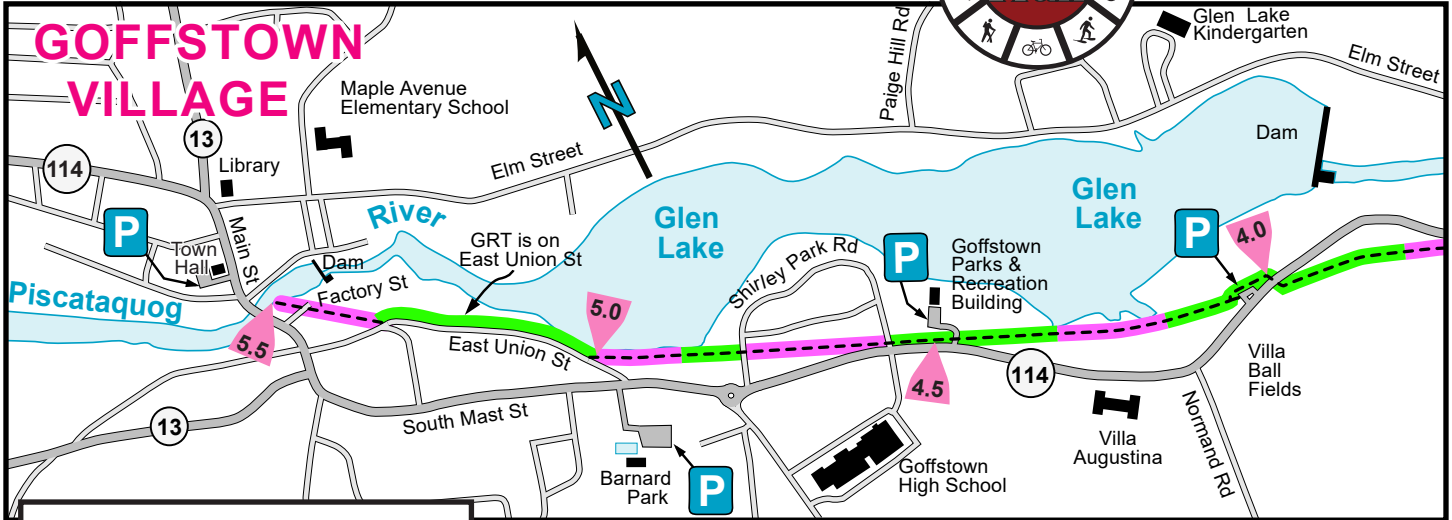 GOFFSTOWN
VILLAGE
13
114
Library
Maple Avenue
Elementary School
N
Elm Street
Paige Hill Rd
Glen Lake
Kindergarten
Elm Street
Dam
P
Town
Hall
Main St
River
Dam
Factory St
GRT is on
East Union St
Glen
Lake
Glen
Lake
Shirley Park Rd
P
Goffstown
Parks &
Recreation
Building
P
4.0
Piscataquog
5.5
5.0
East Union St
4.5
114
Villa
Ball
Fields
13
South Mast St
Barnard
Park
P
Goffstown
High School
Villa
Augustina
Normand Rd